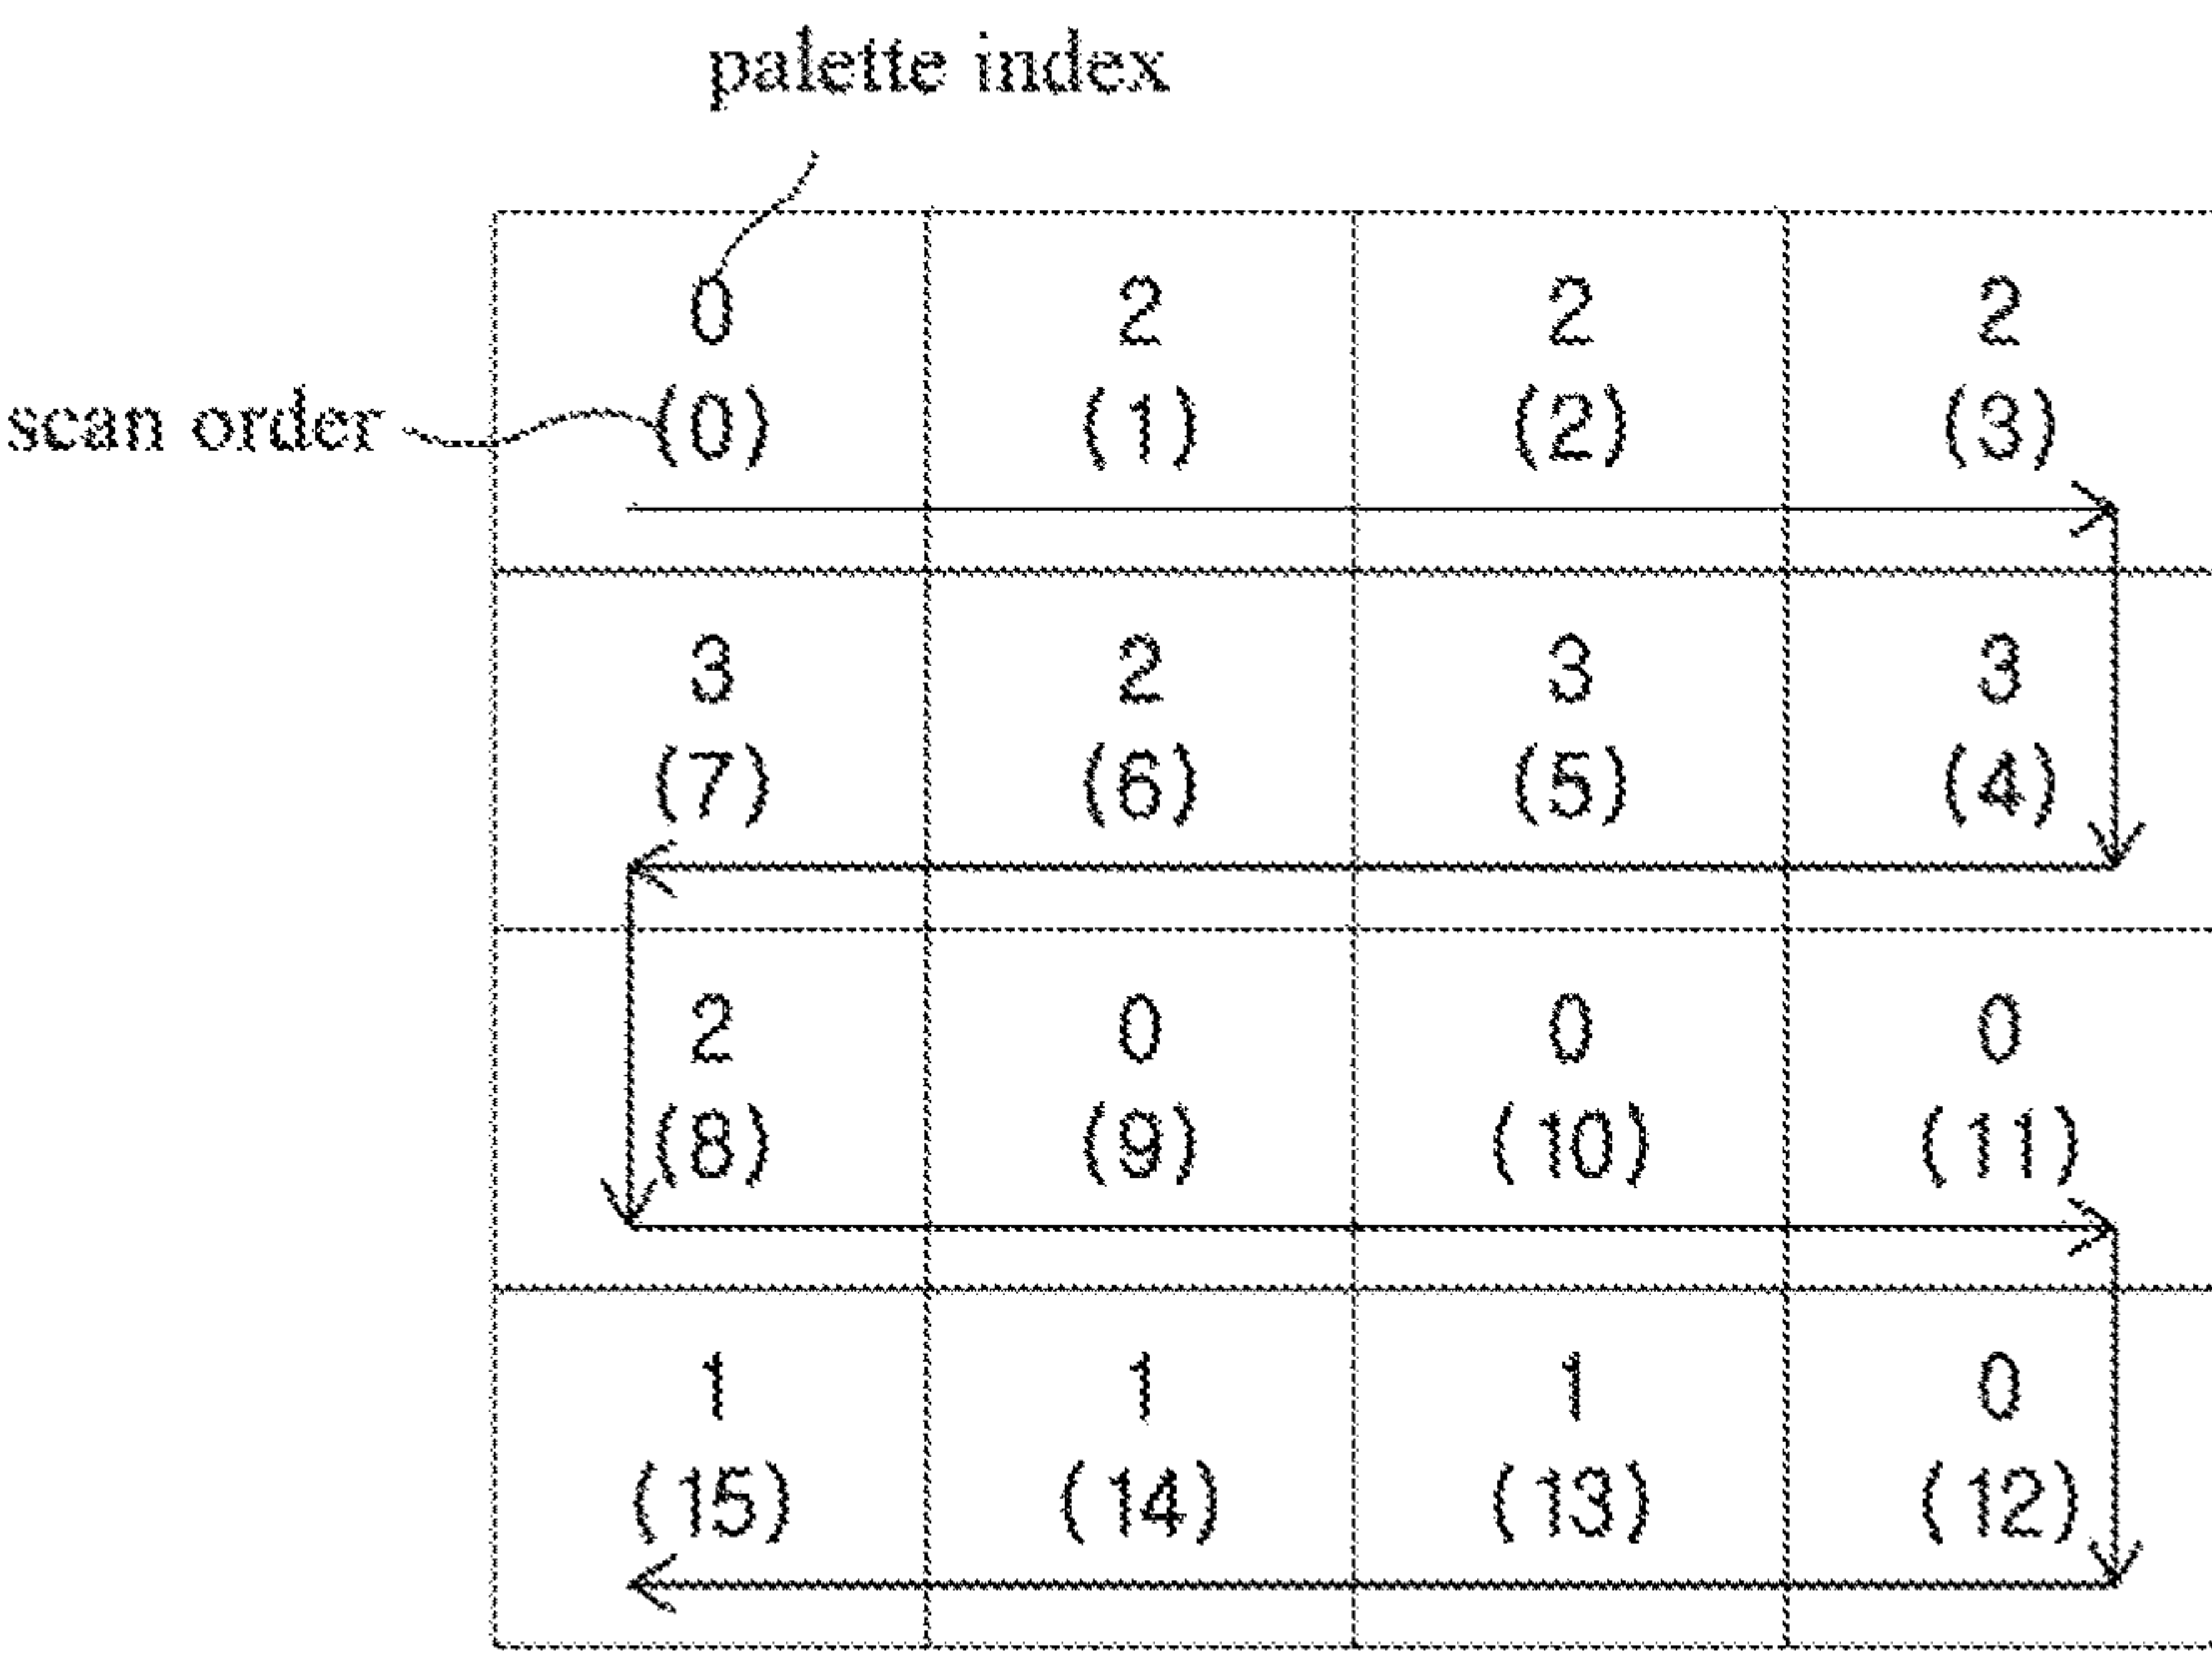 palette index
0 2 2 2
scan order (0) (1) (2) (3)
3 2 3 3
(7) (6) (5) (4)
2 0 0 0
(8) (9) (10) (11)
1 1 1 0
(15) (14) (13) (12)